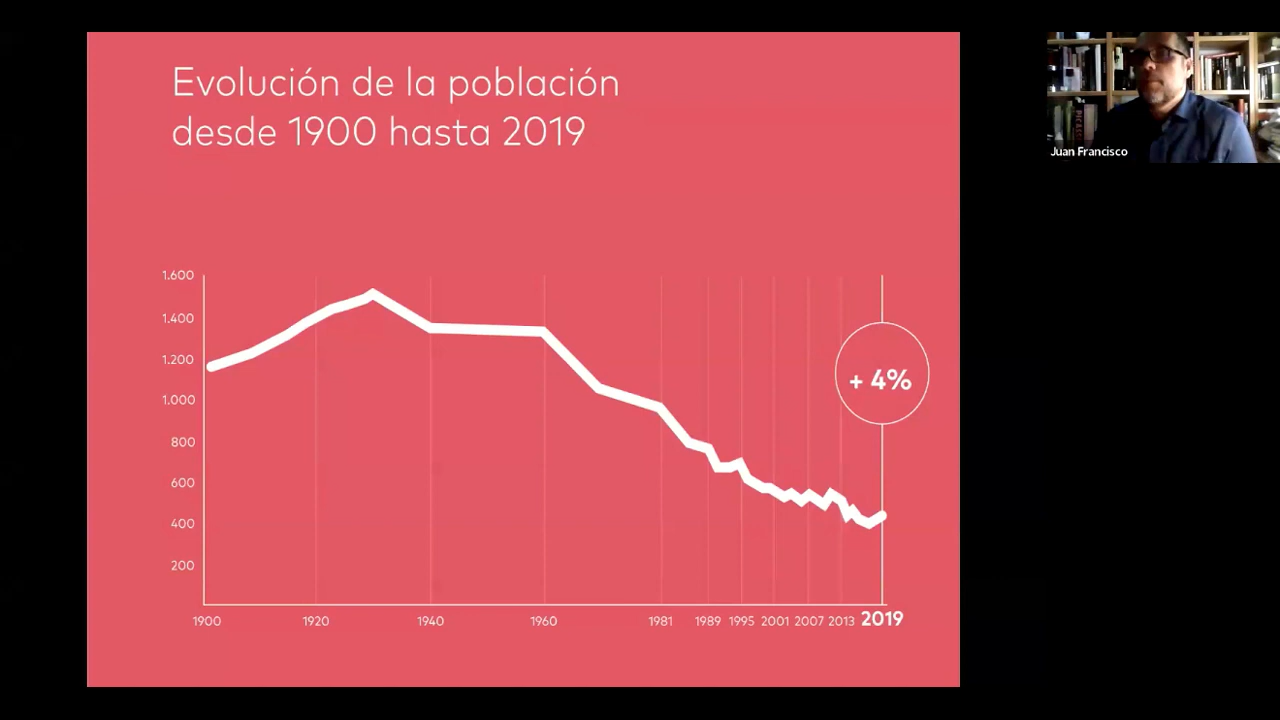 Evolución de la población
desde 1900 hasta 2019
1.600
1.400
1.200
1.000
800
600
400
200
+ 4%
1900 1920 1940 1960 1981 1989 1995 2001 2007 2013 2019
PICASSO
Juan Francisco